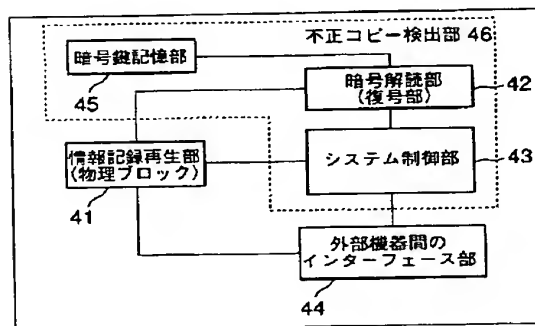 不正コピー検出部 46
暗号鍵記憶部
45
暗号解読部
(復号部)
42
情報記録再生部
(物理ブロック)
41
システム制御部
43
外部機器間の
インターフェース部
44